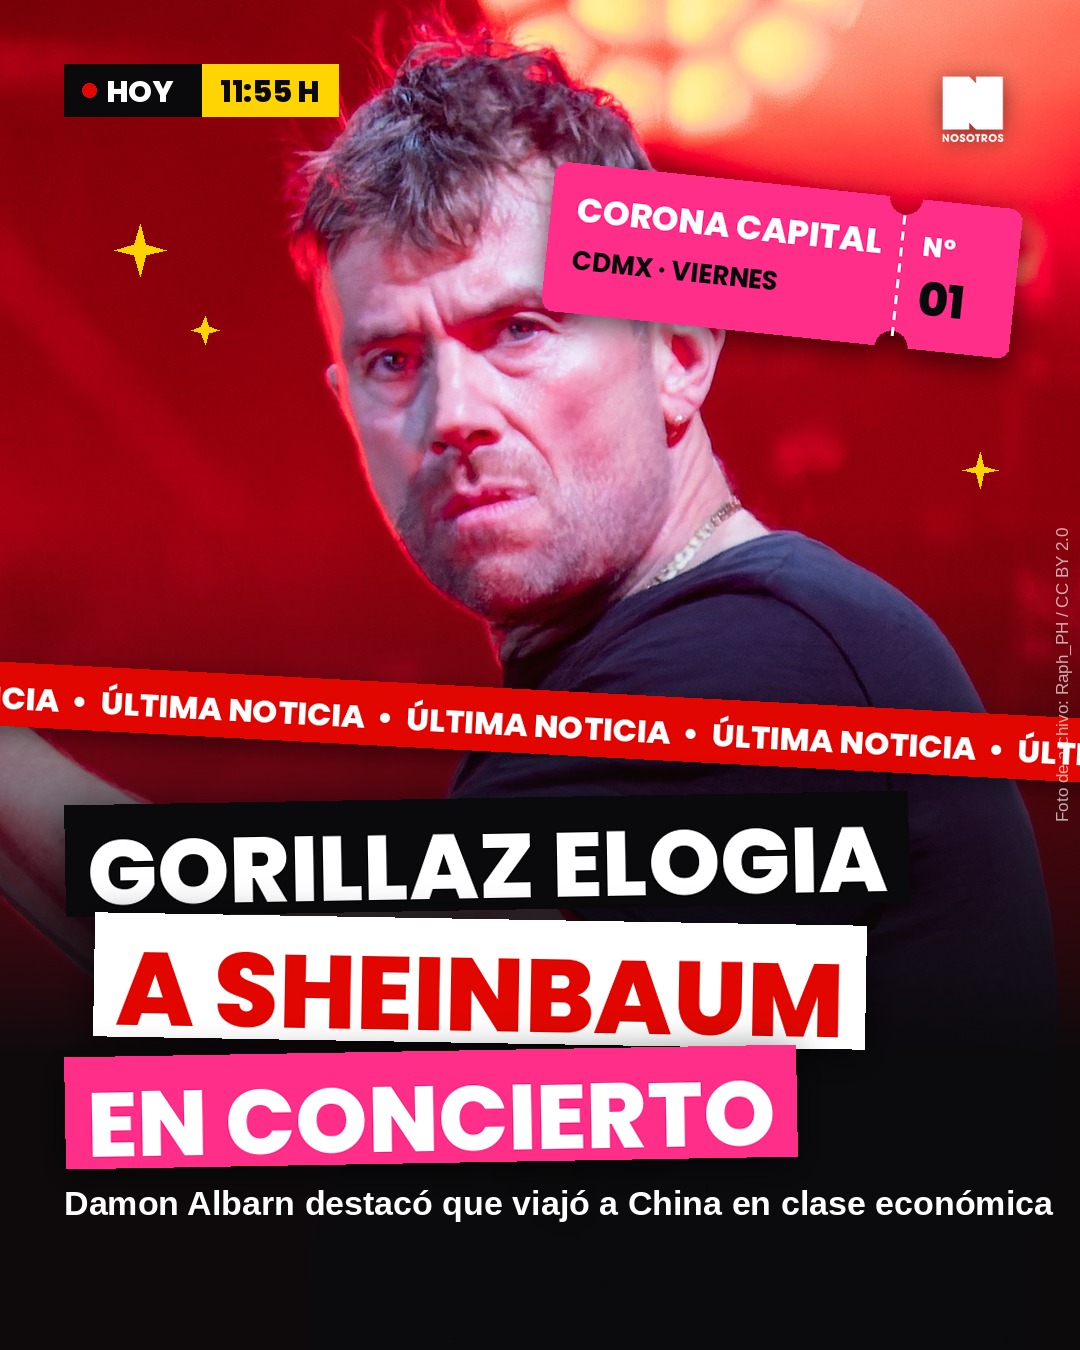 HOY 11:55 H
NOSOTROS
CORONA CAPITAL
CDMX · VIERNES
Nº
01
Foto de archivo: Raph_PH / CC BY 2.0
CIA • ÚLTIMA NOTICIA • ÚLTIMA NOTICIA • ÚLTIMA NOTICIA • ÚLTI
GORILLAZ ELOGIA
A SHEINBAUM
EN CONCIERTO
Damon Albarn destacó que viajó a China en clase económica